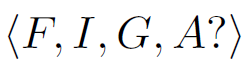 ⟨F, I, G, A?⟩